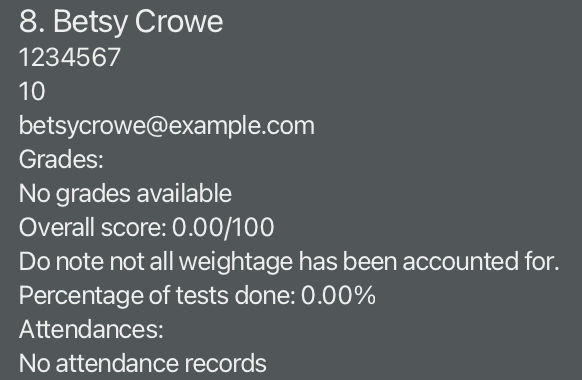 8. Betsy Crowe
1234567
10
betsycrowe@example.com
Grades:
No grades available
Overall score: 0.00/100
Do note not all weightage has been accounted for.
Percentage of tests done: 0.00%
Attendances:
No attendance records